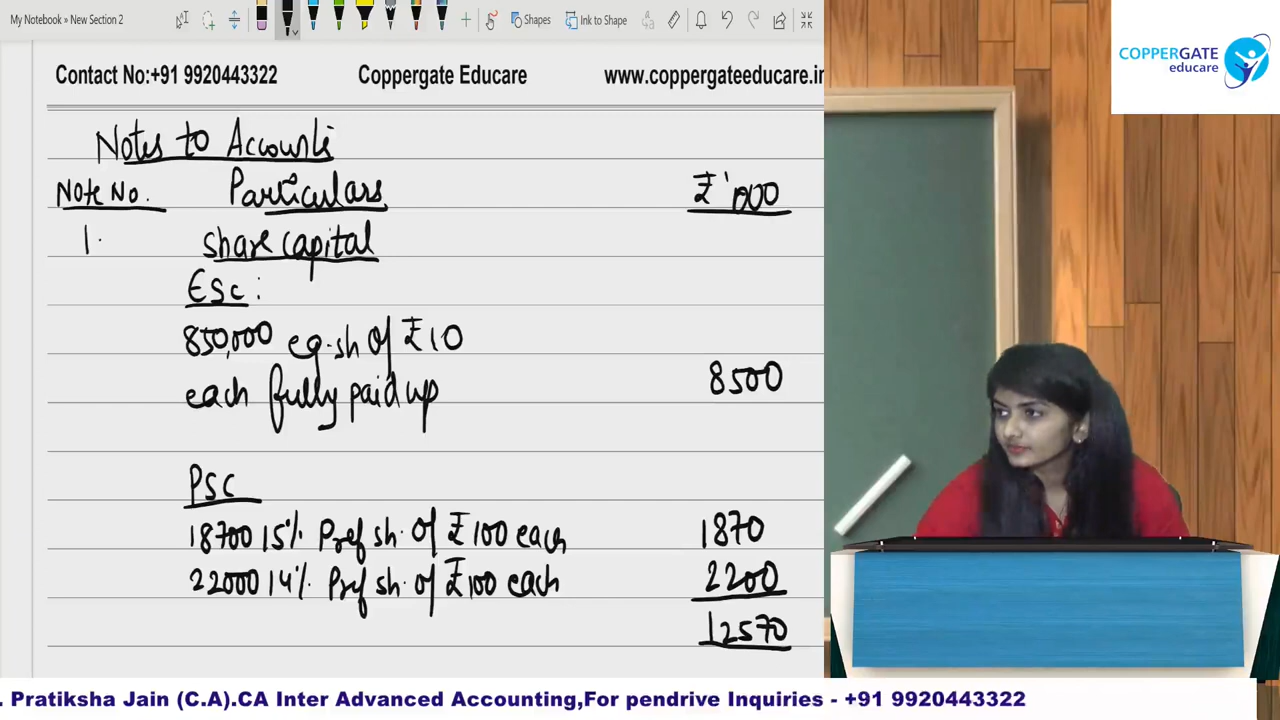 My Notebook » New Section 2
Shapes
Ink to Shape
Contact No:+91 9920443322 Coppergate Educare www.coppergateeducare.in
COPPERGATE
educare
Notes to Accounts
Note No. Particulars ₹'000
1. Share Capital
ESC:
850,000 eq. sh of ₹10
each fully paid up 8500
PSC
18700 15% Pref sh. of ₹100 each 1870
22000 14% Pref sh. of ₹100 each 2200
12570
. Pratiksha Jain (C.A).CA Inter Advanced Accounting,For pendrive Inquiries - +91 9920443322